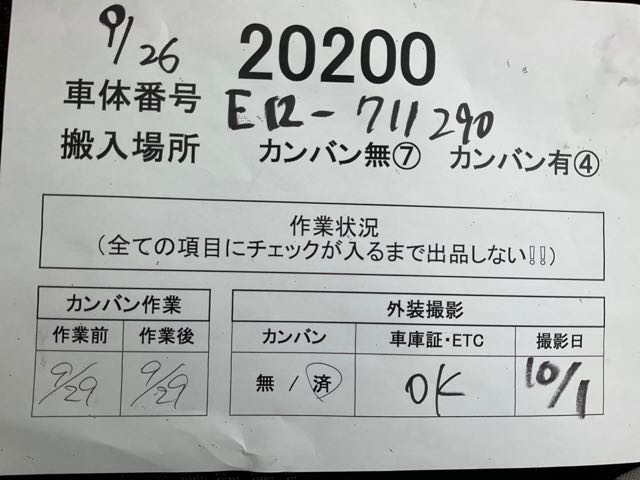 9/26
20200
車体番号 E12-711290
搬入場所 カンバン無⑦ カンバン有④
作業状況
(全ての項目にチェックが入るまで出品しない!!)
カンバン作業 外装撮影
作業前 作業後 カンバン 車庫証・ETC 撮影日
9/29 9/29 無 / 済 OK 10/1